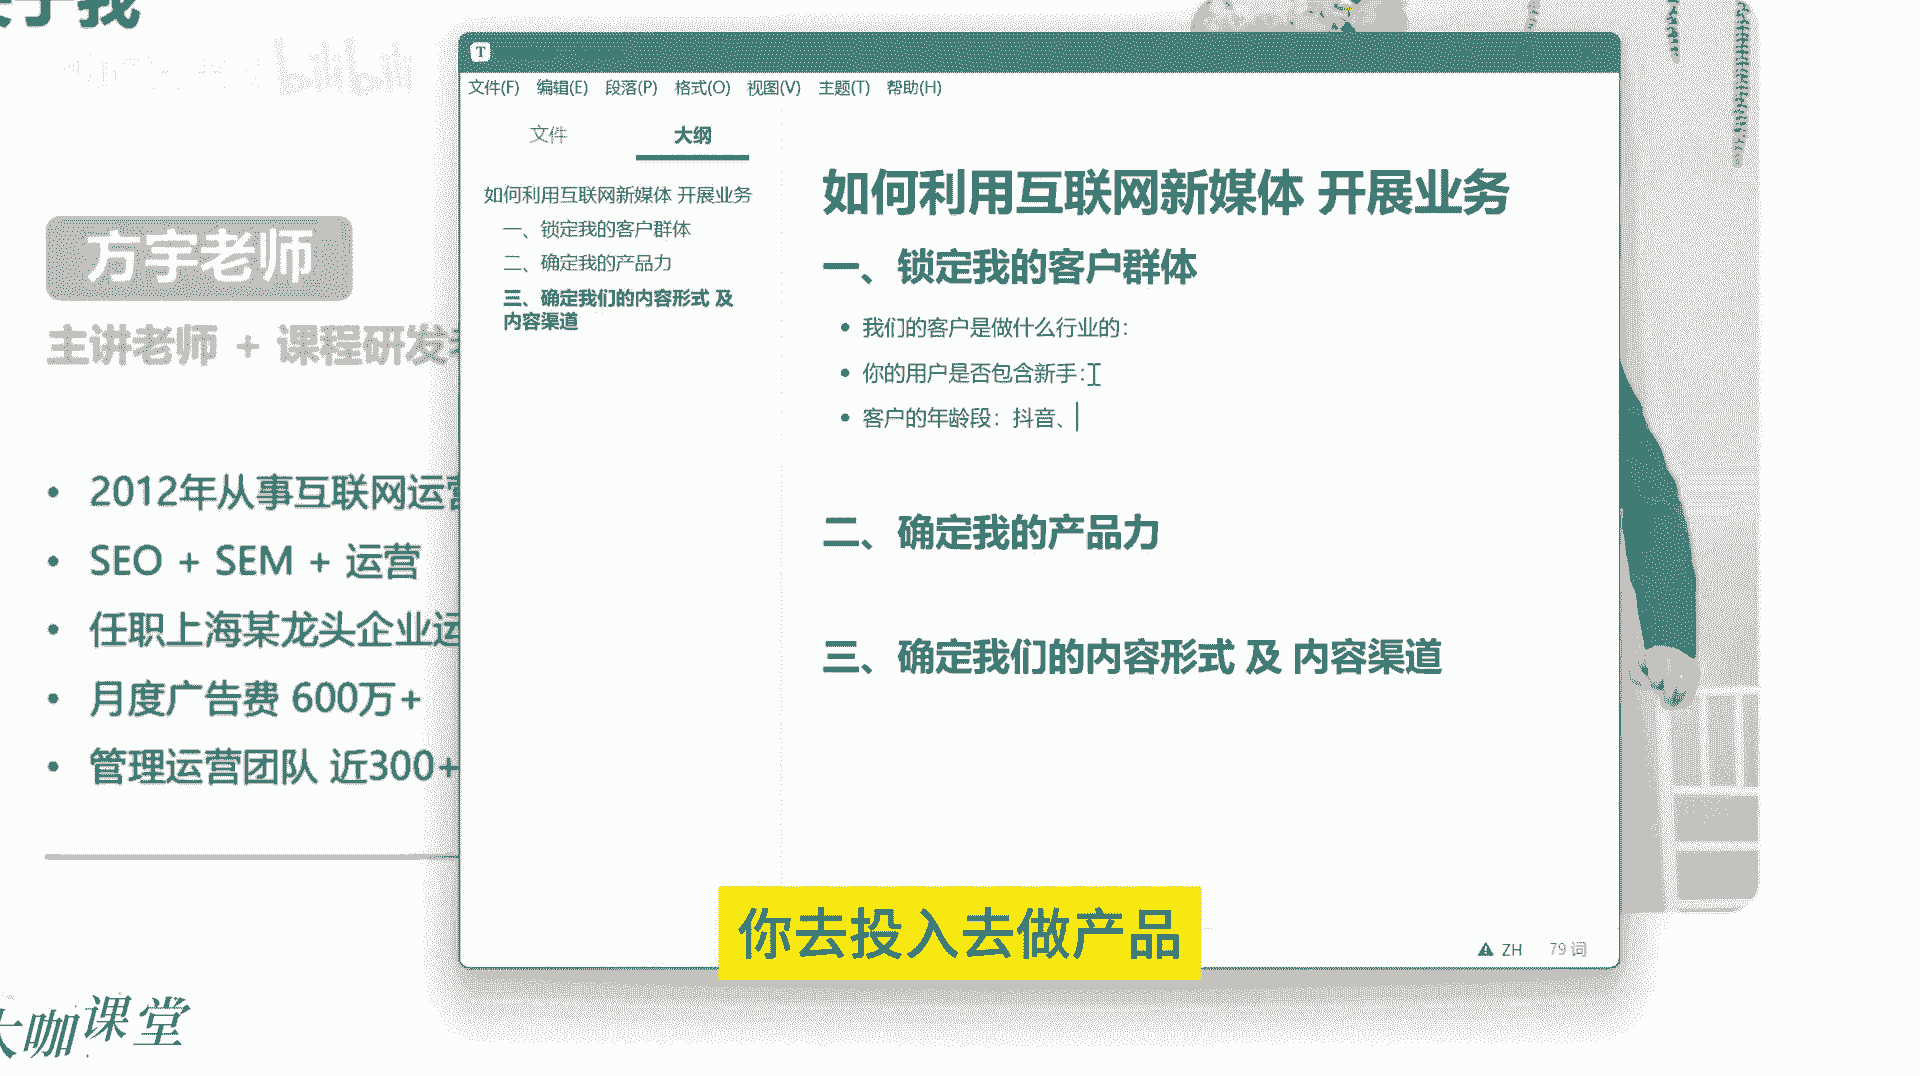 bilibili
方宇老师
主讲老师 + 课程研发
2012年从事互联网运
SEO + SEM + 运营
任职上海某龙头企业运
月度广告费 600万+
管理运营团队 近300+
咖课堂
T
文件(F) 编辑(E) 段落(P) 格式(O) 视图(V) 主题(T) 帮助(H)
文件 大纲
如何利用互联网新媒体 开展业务
一、锁定我的客户群体
二、确定我的产品力
三、确定我们的内容形式 及
内容渠道
如何利用互联网新媒体 开展业务
一、锁定我的客户群体
我们的客户是做什么行业的：
你的用户是否包含新手：
客户的年龄段：抖音、
二、确定我的产品力
三、确定我们的内容形式 及 内容渠道
你去投入去做产品
ZH 79 词